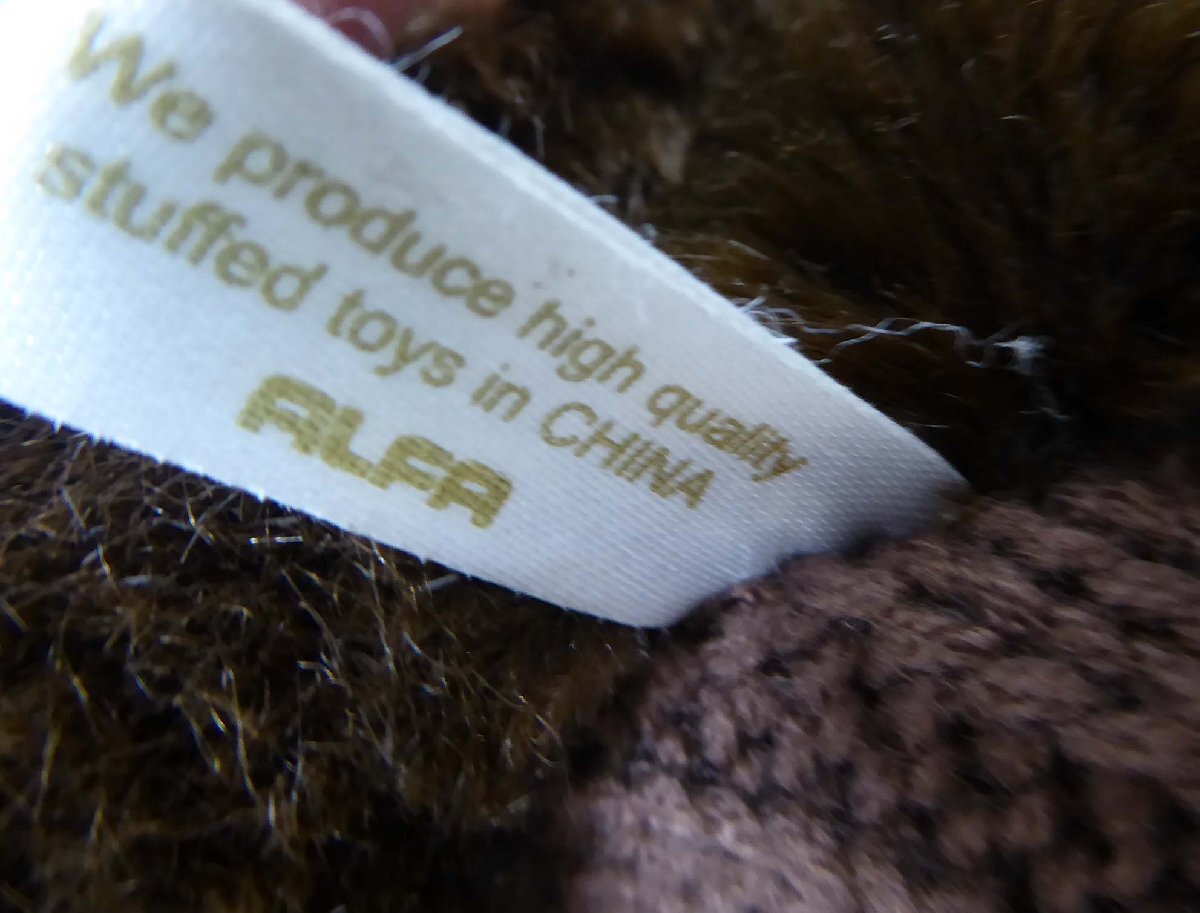 We produce high quality
stuffed toys in CHINA
ALFA